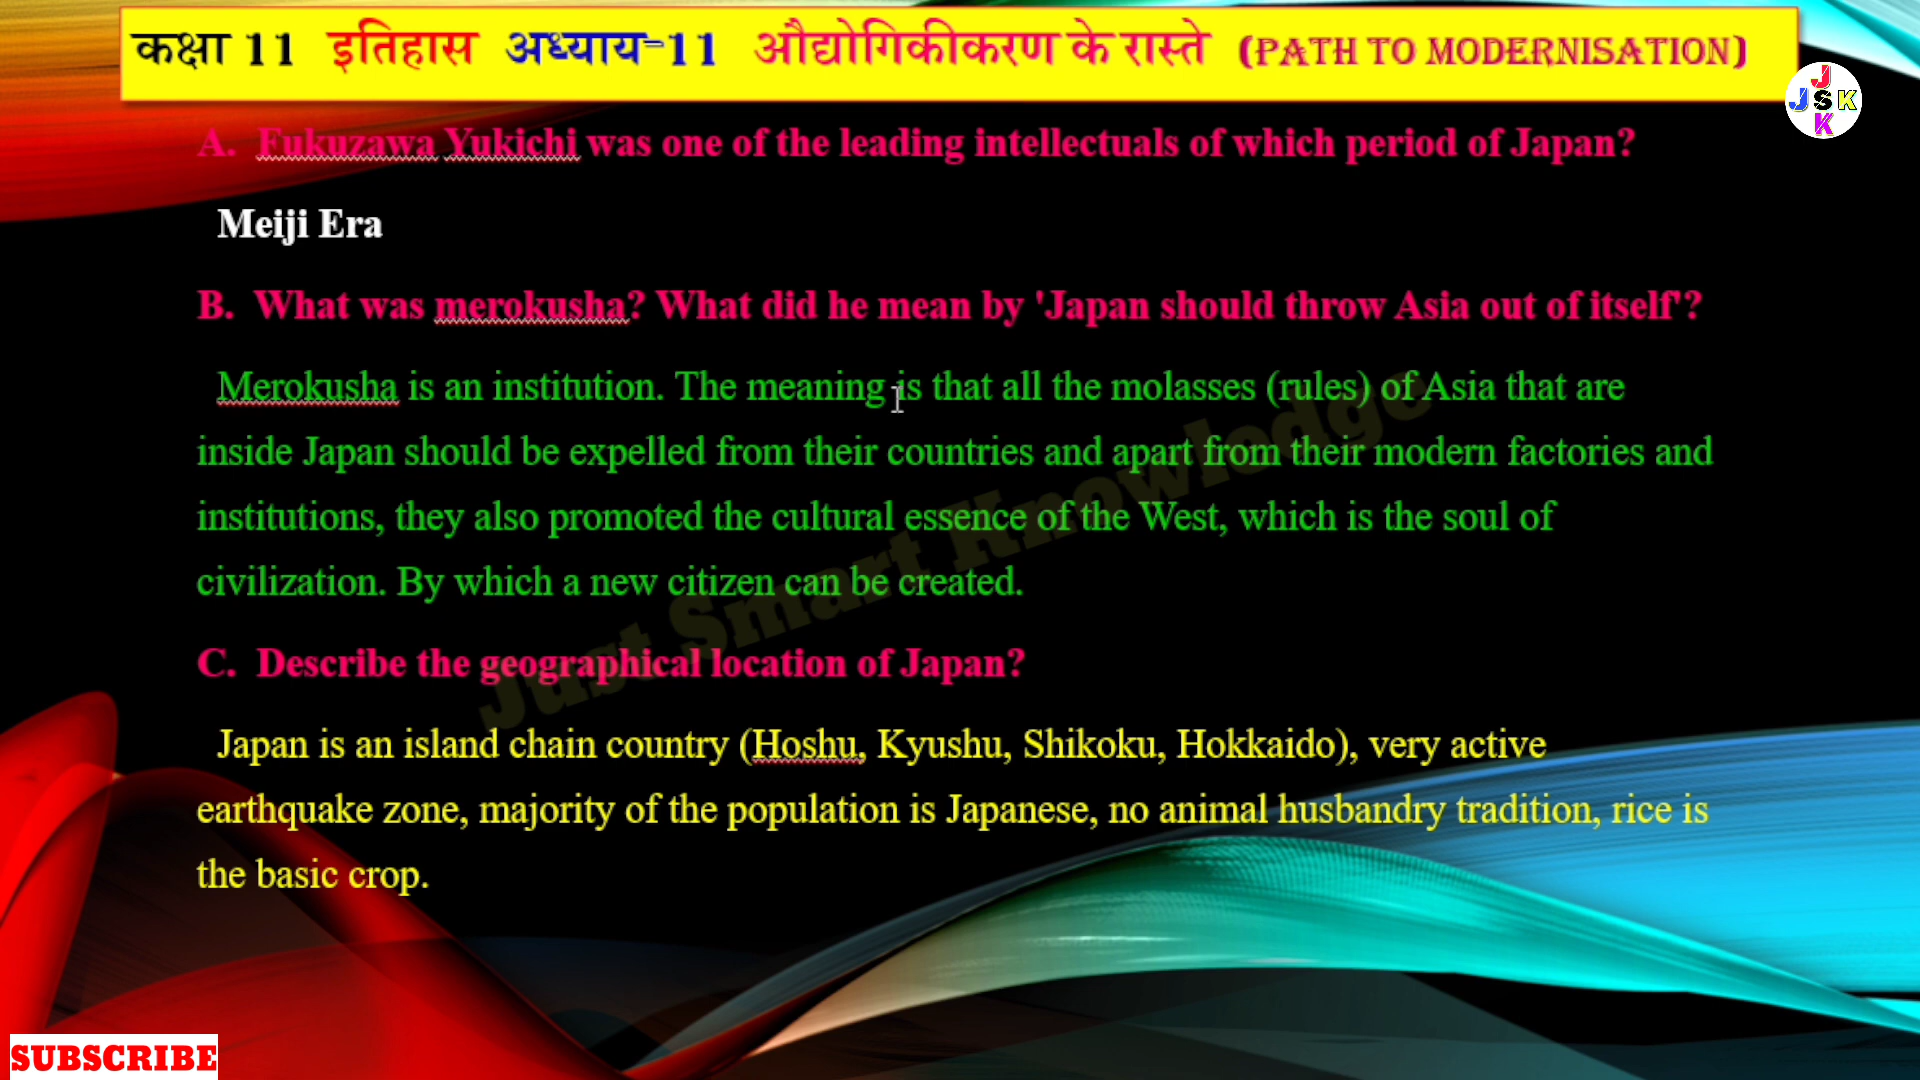 कक्षा 11 इतिहास अध्याय-11 औद्योगिकीकरण के रास्ते (PATH TO MODERNISATION)
J
J S K
K
A. Fukuzawa Yukichi was one of the leading intellectuals of which period of Japan?
Meiji Era
B. What was merokusha? What did he mean by 'Japan should throw Asia out of itself'?
Merokusha is an institution. The meaning is that all the molasses (rules) of Asia that are
inside Japan should be expelled from their countries and apart from their modern factories and
institutions, they also promoted the cultural essence of the West, which is the soul of
civilization. By which a new citizen can be created.
Just Smart Knowledge
C. Describe the geographical location of Japan?
Japan is an island chain country (Hoshu, Kyushu, Shikoku, Hokkaido), very active
earthquake zone, majority of the population is Japanese, no animal husbandry tradition, rice is
the basic crop.
SUBSCRIBE